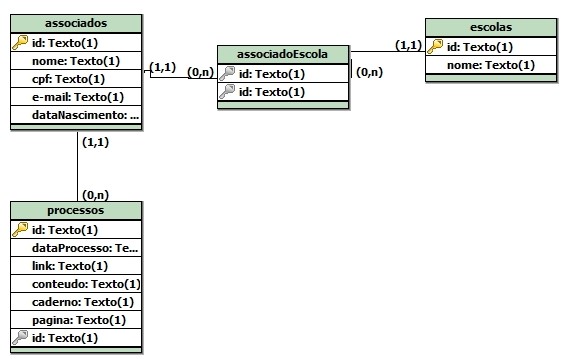 associados
id: Texto(1)
nome: Texto(1)
cpf: Texto(1)
e-mail: Texto(1)
dataNascimento: ...
(1,1)
(0,n)
associadoEscola
id: Texto(1)
id: Texto(1)
(1,1)
(0,n)
escolas
id: Texto(1)
nome: Texto(1)
(1,1)
(0,n)
processos
id: Texto(1)
dataProcesso: Te...
link: Texto(1)
conteudo: Texto(1)
caderno: Texto(1)
pagina: Texto(1)
id: Texto(1)